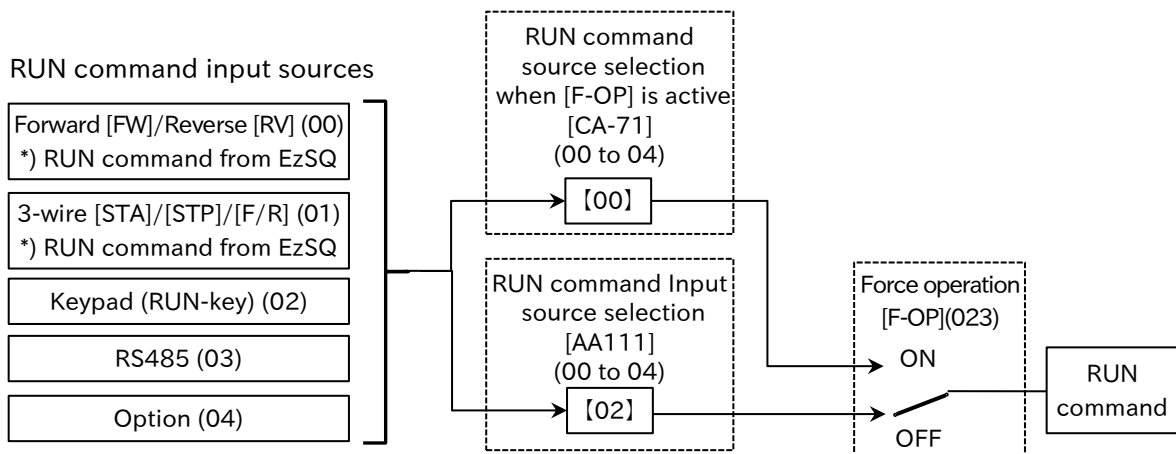 RUN command input sources
Forward [FW]/Reverse [RV] (00)
*) RUN command from EzSQ
3-wire [STA]/[STP]/[F/R] (01)
*) RUN command from EzSQ
Keypad (RUN-key) (02)
RS485 (03)
Option (04)
RUN command
source selection
when [F-OP] is active
[CA-71]
(00 to 04)
【00】
RUN command Input
source selection
[AA111]
(00 to 04)
【02】
Force operation
[F-OP](023)
ON
OFF
RUN
command